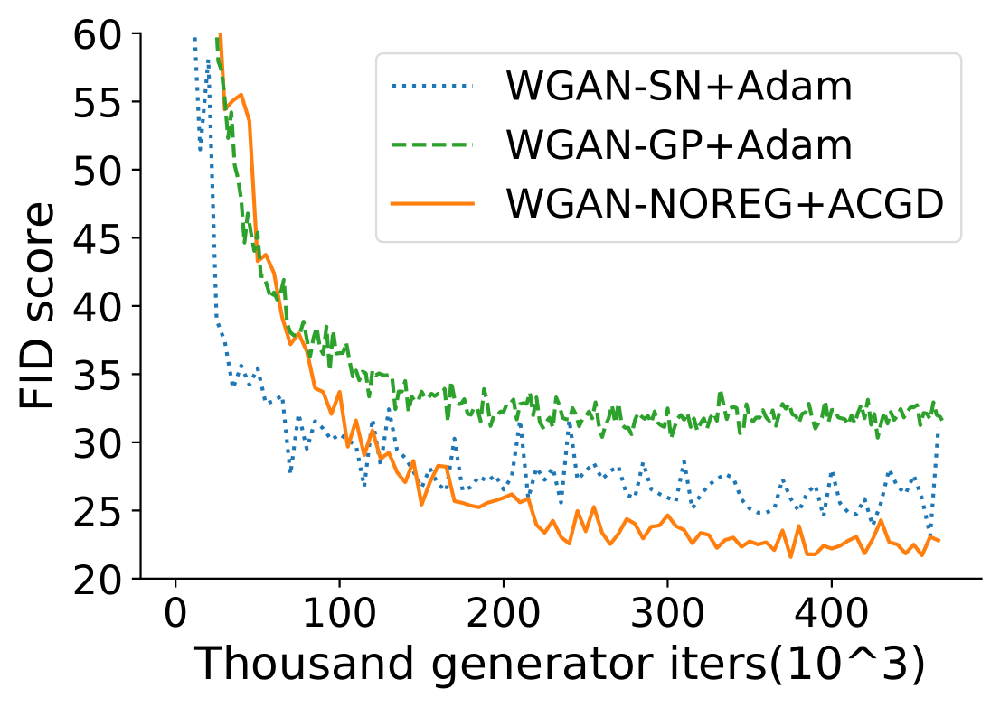 60
55
50
45
40
35
30
25
20
FID score
WGAN-SN+Adam
WGAN-GP+Adam
WGAN-NOREG+ACGD
0 100 200 300 400
Thousand generator iters(10^3)